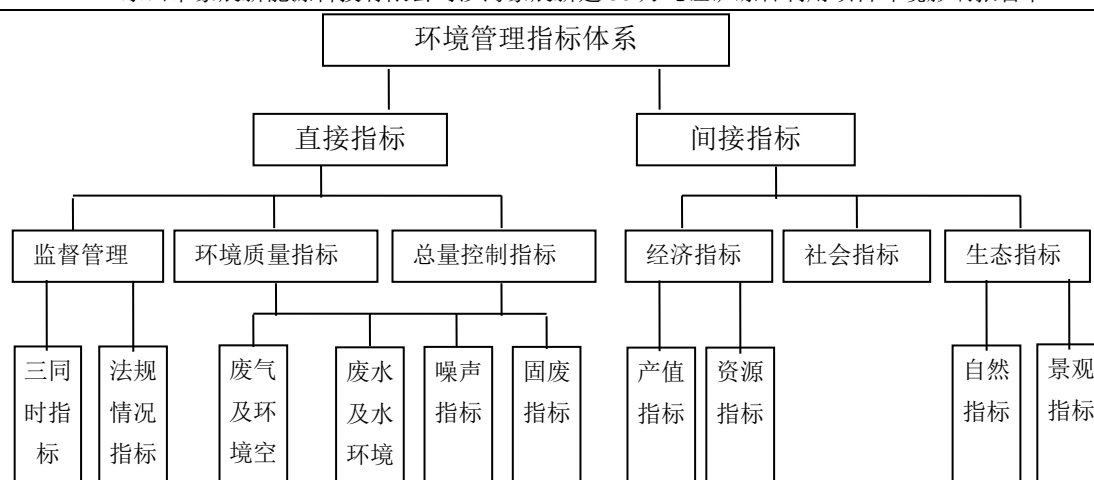 环境管理指标体系
直接指标
间接指标
监督管理
环境质量指标
总量控制指标
经济指标
社会指标
生态指标
三同
时指
标
法规
情况
指标
废气
及环
境空
废水
及水
环境
噪声
指标
固废
指标
产值
指标
资源
指标
自然
指标
景观
指标